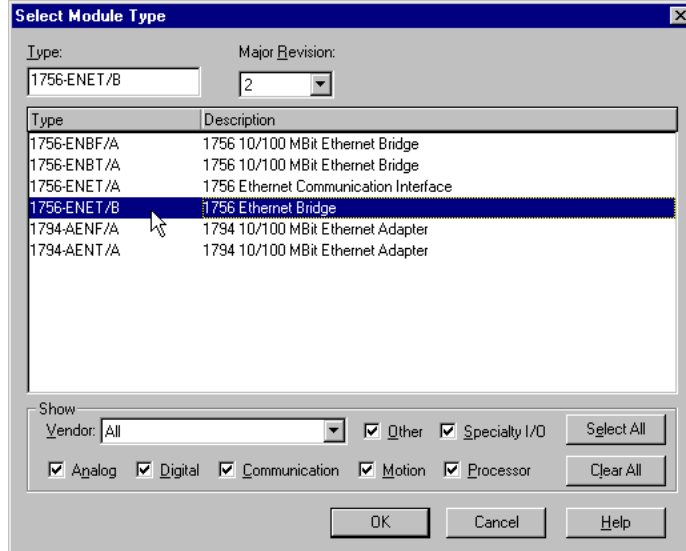 Select Module Type
Type: Major Revision:
1756-ENET/B 2
Type Description
1756-ENBF/A 1756 10/100 MBit Ethernet Bridge
1756-ENBT/A 1756 10/100 MBit Ethernet Bridge
1756-ENET/A 1756 Ethernet Communication Interface
1756-ENET/B 1756 Ethernet Bridge
1794-AENF/A 1794 10/100 MBit Ethernet Adapter
1794-AENT/A 1794 10/100 MBit Ethernet Adapter
Show
Vendor: All Other Specialty I/O Select All
Analog Digital Communication Motion Processor Clear All
OK Cancel Help